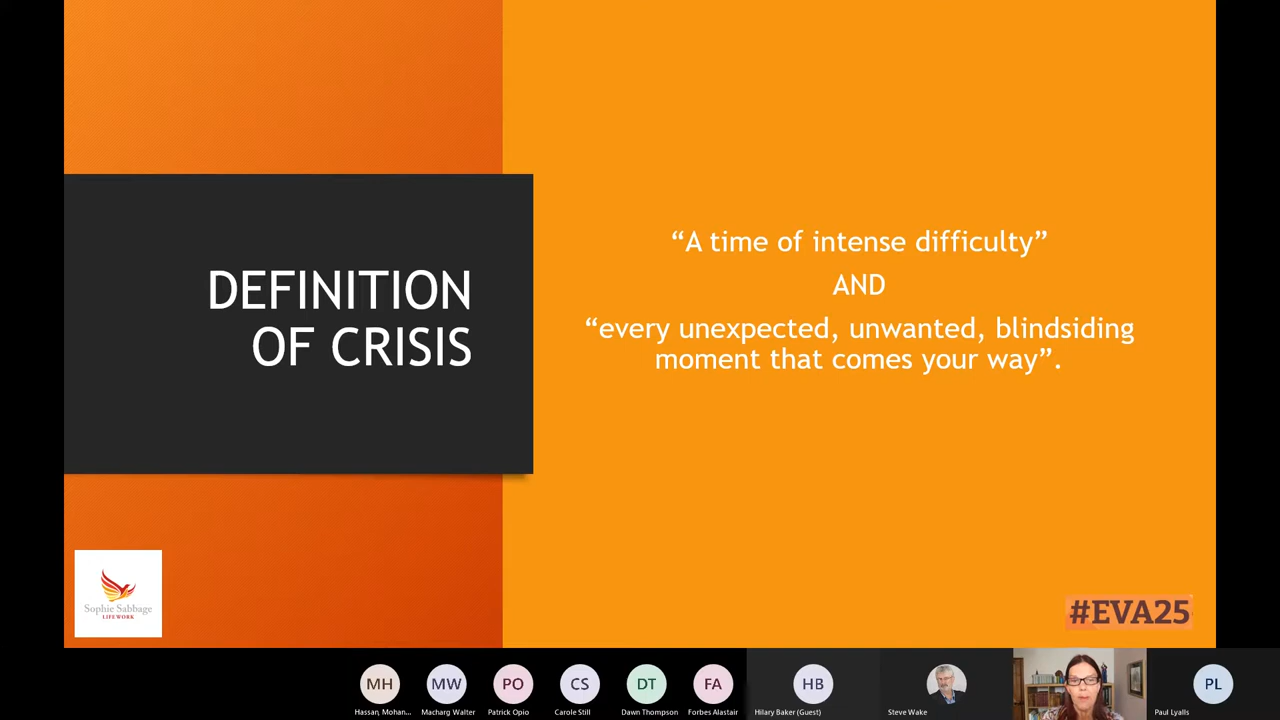 DEFINITION
OF CRISIS
“A time of intense difficulty”
AND
“every unexpected, unwanted, blindsiding
moment that comes your way”.
Sophie Sabbage
LIFEWORK
#EVA25
MH
MW
PO
CS
DT
FA
HB
PL
Hassan, Mohan...
Macharg Walter
Patrick Opio
Carole Still
Dawn Thompson
Forbes Alastair
Hilary Baker (Guest)
Steve Wake
Paul Lyalls